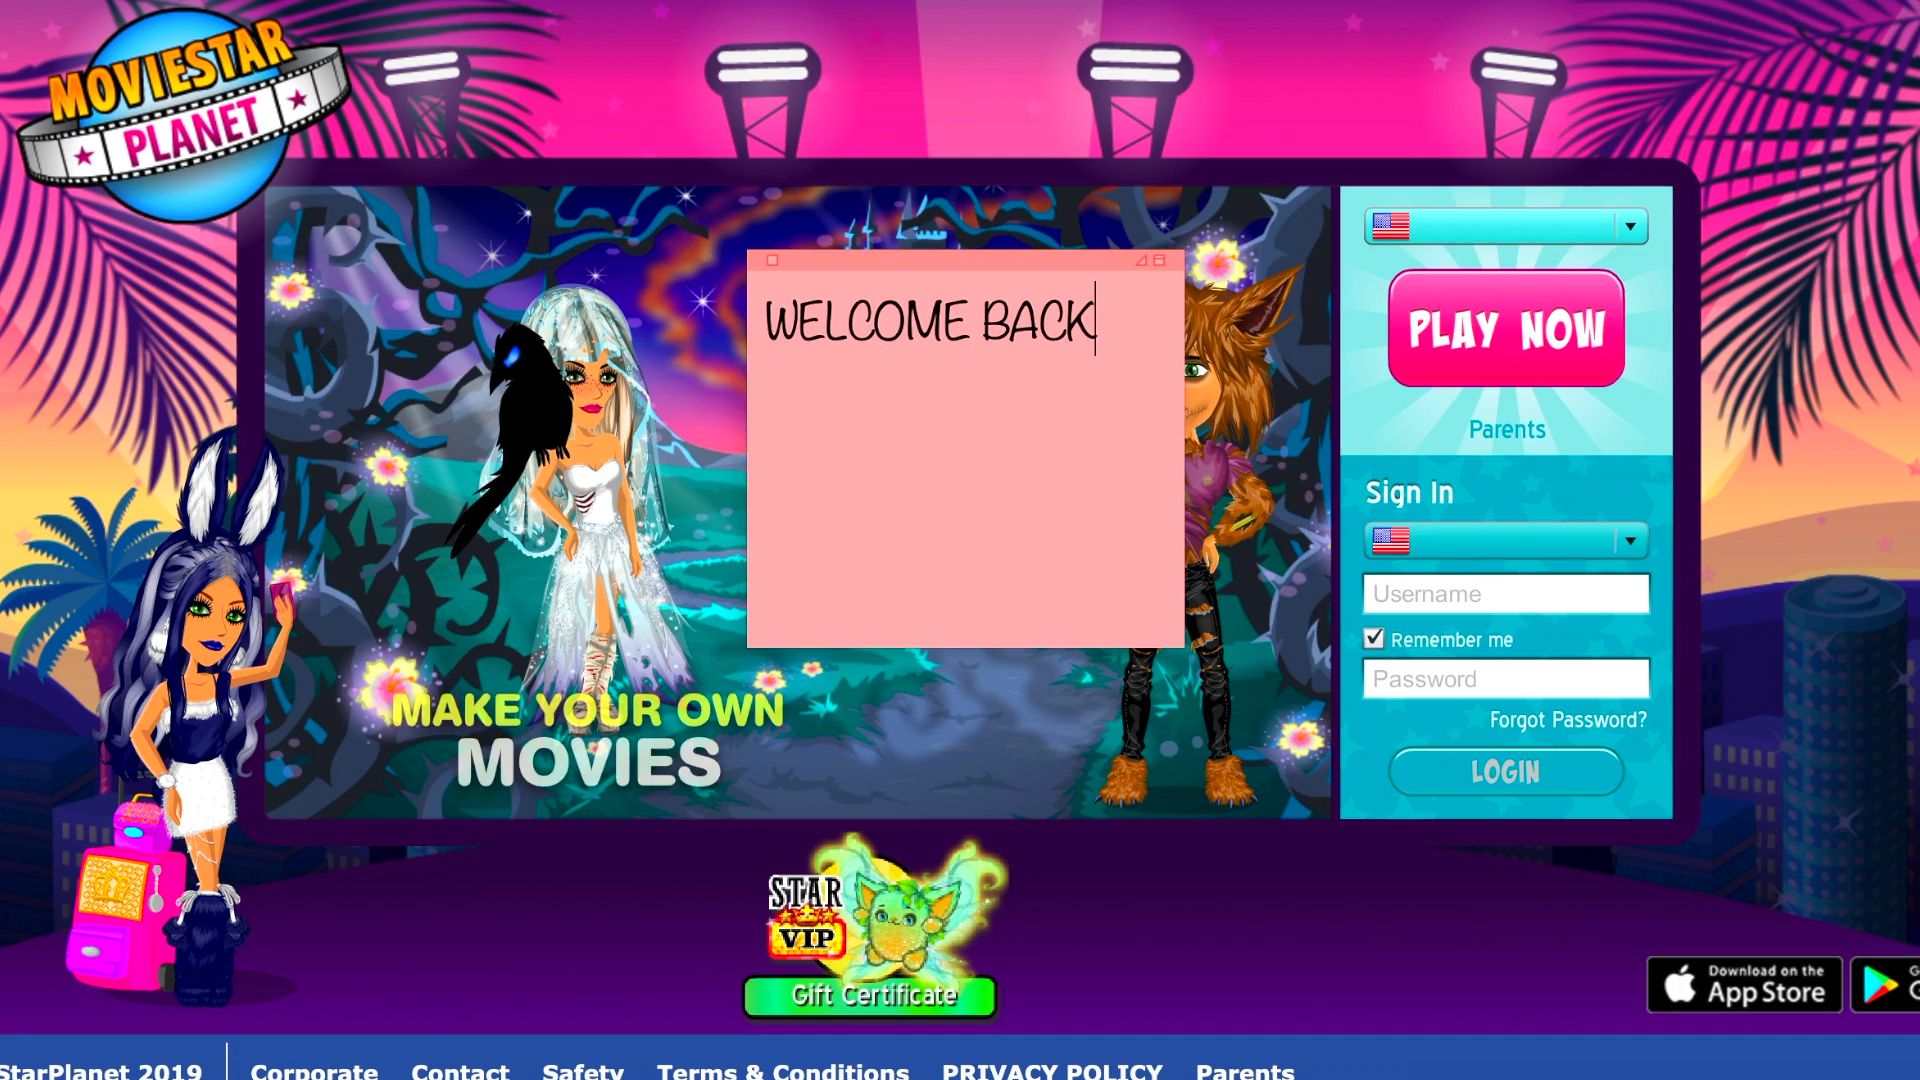 MOVIESTAR
PLANET
WELCOME BACK
PLAY NOW
Parents
Sign In
Username
Remember me
Password
Forgot Password?
LOGIN
MAKE YOUR OWN
MOVIES
STAR
VIP
Gift Certificate
Download on the
App Store
StarPlanet 2019 Corporate Contact Safety Terms & Conditions PRIVACY POLICY Parents